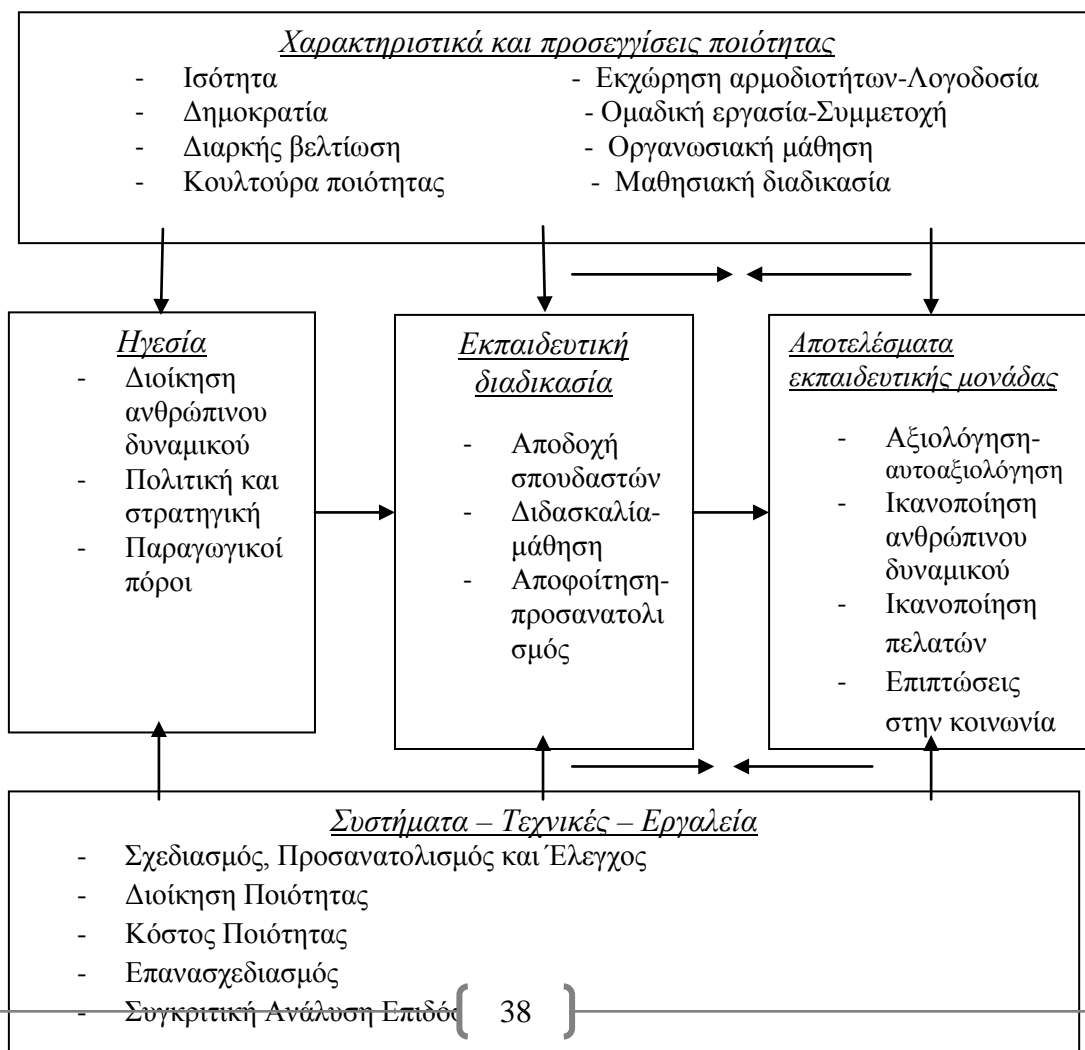 Χαρακτηριστικά και προσεγγίσεις ποιότητας
- Ισότητα - Εκχώρηση αρμοδιοτήτων-Λογοδοσία
- Δημοκρατία - Ομαδική εργασία-Συμμετοχή
- Διαρκής βελτίωση - Οργανωσιακή μάθηση
- Κουλτούρα ποιότητας - Μαθησιακή διαδικασία
Ηγεσία
- Διοίκηση
ανθρώπινου
δυναμικού
- Πολιτική και
στρατηγική
- Παραγωγικοί
πόροι
Εκπαιδευτική
διαδικασία
- Αποδοχή
σπουδαστών
- Διδασκαλία-
μάθηση
- Αποφοίτηση-
προσανατολι
σμός
Αποτελέσματα
εκπαιδευτικής μονάδας
- Αξιολόγηση-
αυτοαξιολόγηση
- Ικανοποίηση
ανθρώπινου
δυναμικού
- Ικανοποίηση
πελατών
- Επιπτώσεις
στην κοινωνία
Συστήματα – Τεχνικές – Εργαλεία
- Σχεδιασμός, Προσανατολισμός και Έλεγχος
- Διοίκηση Ποιότητας
- Κόστος Ποιότητας
- Επανασχεδιασμός
- Συγκριτική Ανάλυση
38